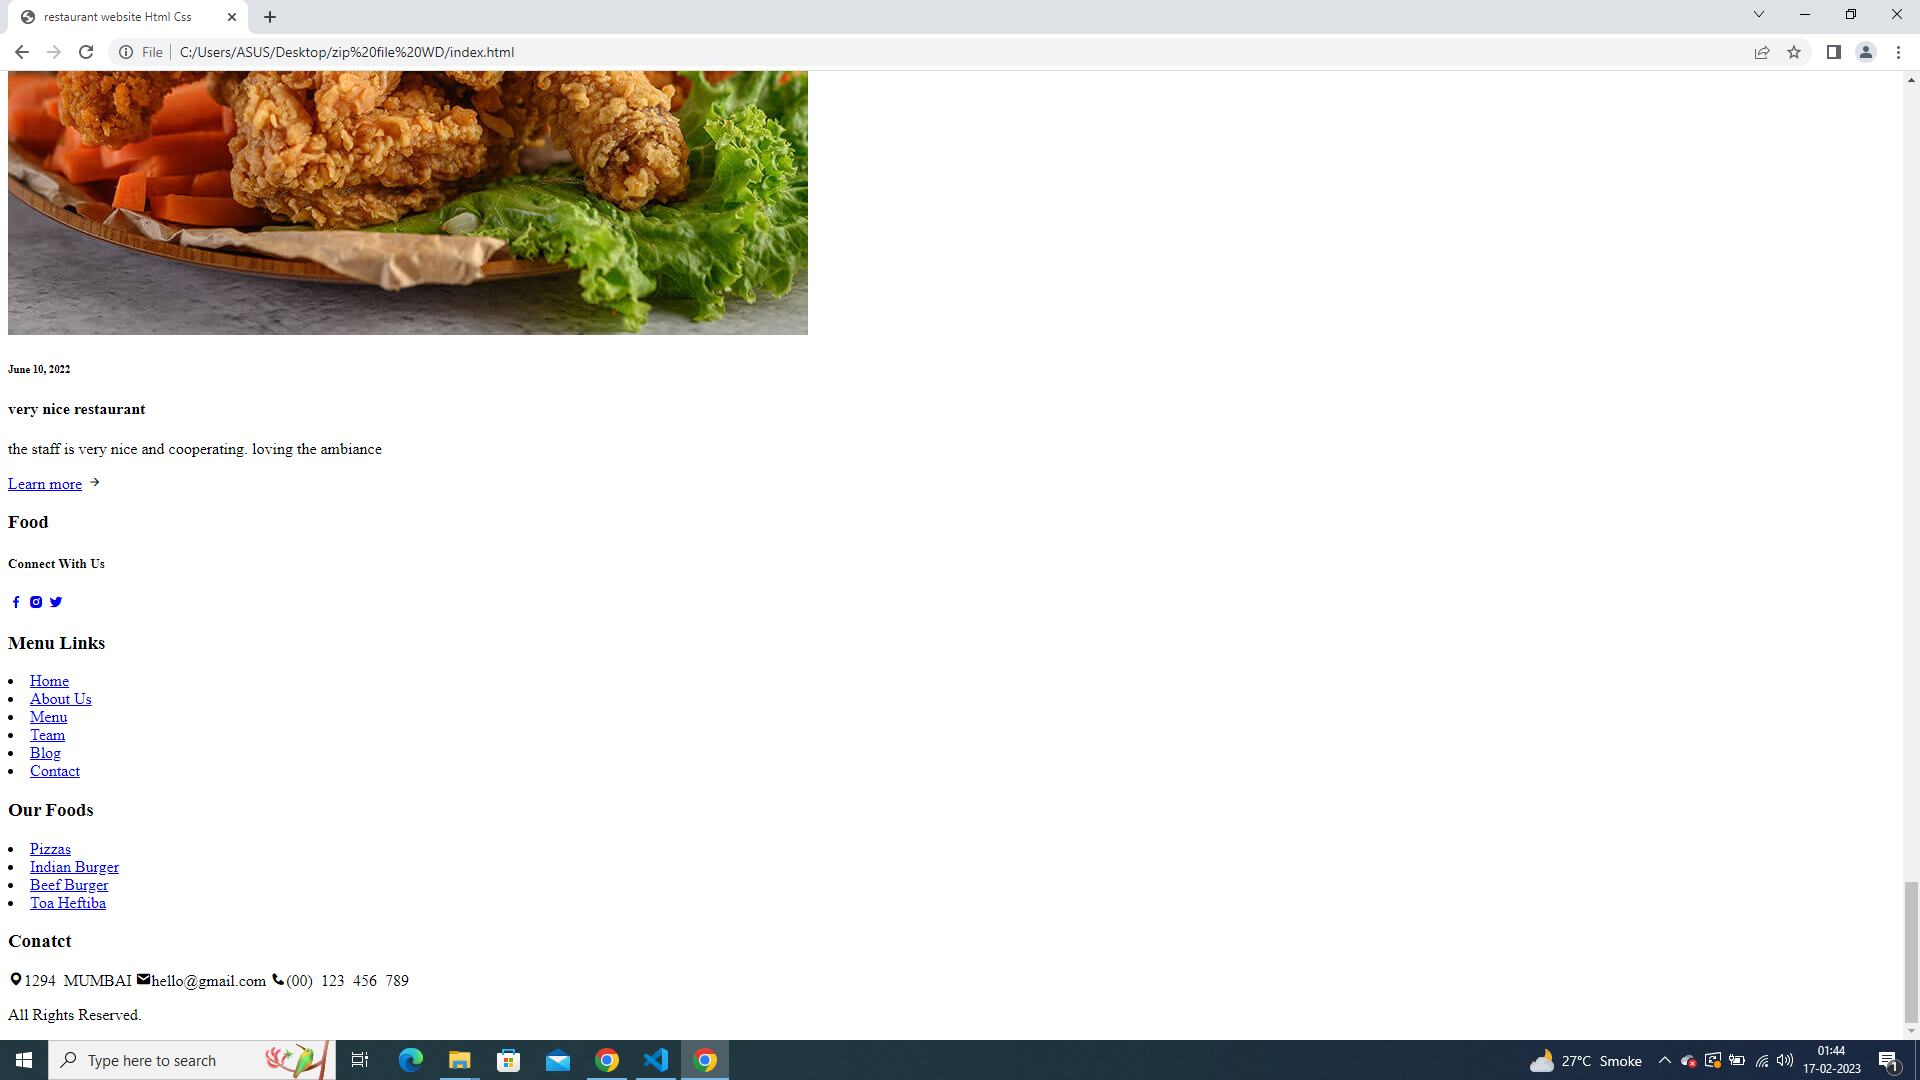 restaurant website Html Css
File | C:/Users/ASUS/Desktop/zip%20file%20WD/index.html
June 10, 2022
very nice restaurant
the staff is very nice and cooperating. loving the ambiance
Learn more
Food
Connect With Us
Menu Links
Home
About Us
Menu
Team
Blog
Contact
Our Foods
Pizzas
Indian Burger
Beef Burger
Toa Heftiba
Conatct
1294 MUMBAI hello@gmail.com (00) 123 456 789
All Rights Reserved.
Type here to search
27°C Smoke
01:44
17-02-2023
1